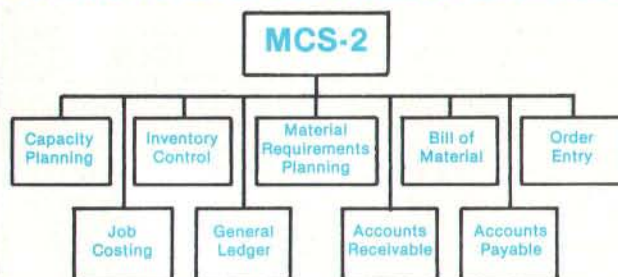 MCS-2
Capacity
Planning
Inventory
Control
Material
Requirements
Planning
Bill of
Material
Order
Entry
Job
Costing
General
Ledger
Accounts
Receivable
Accounts
Payable